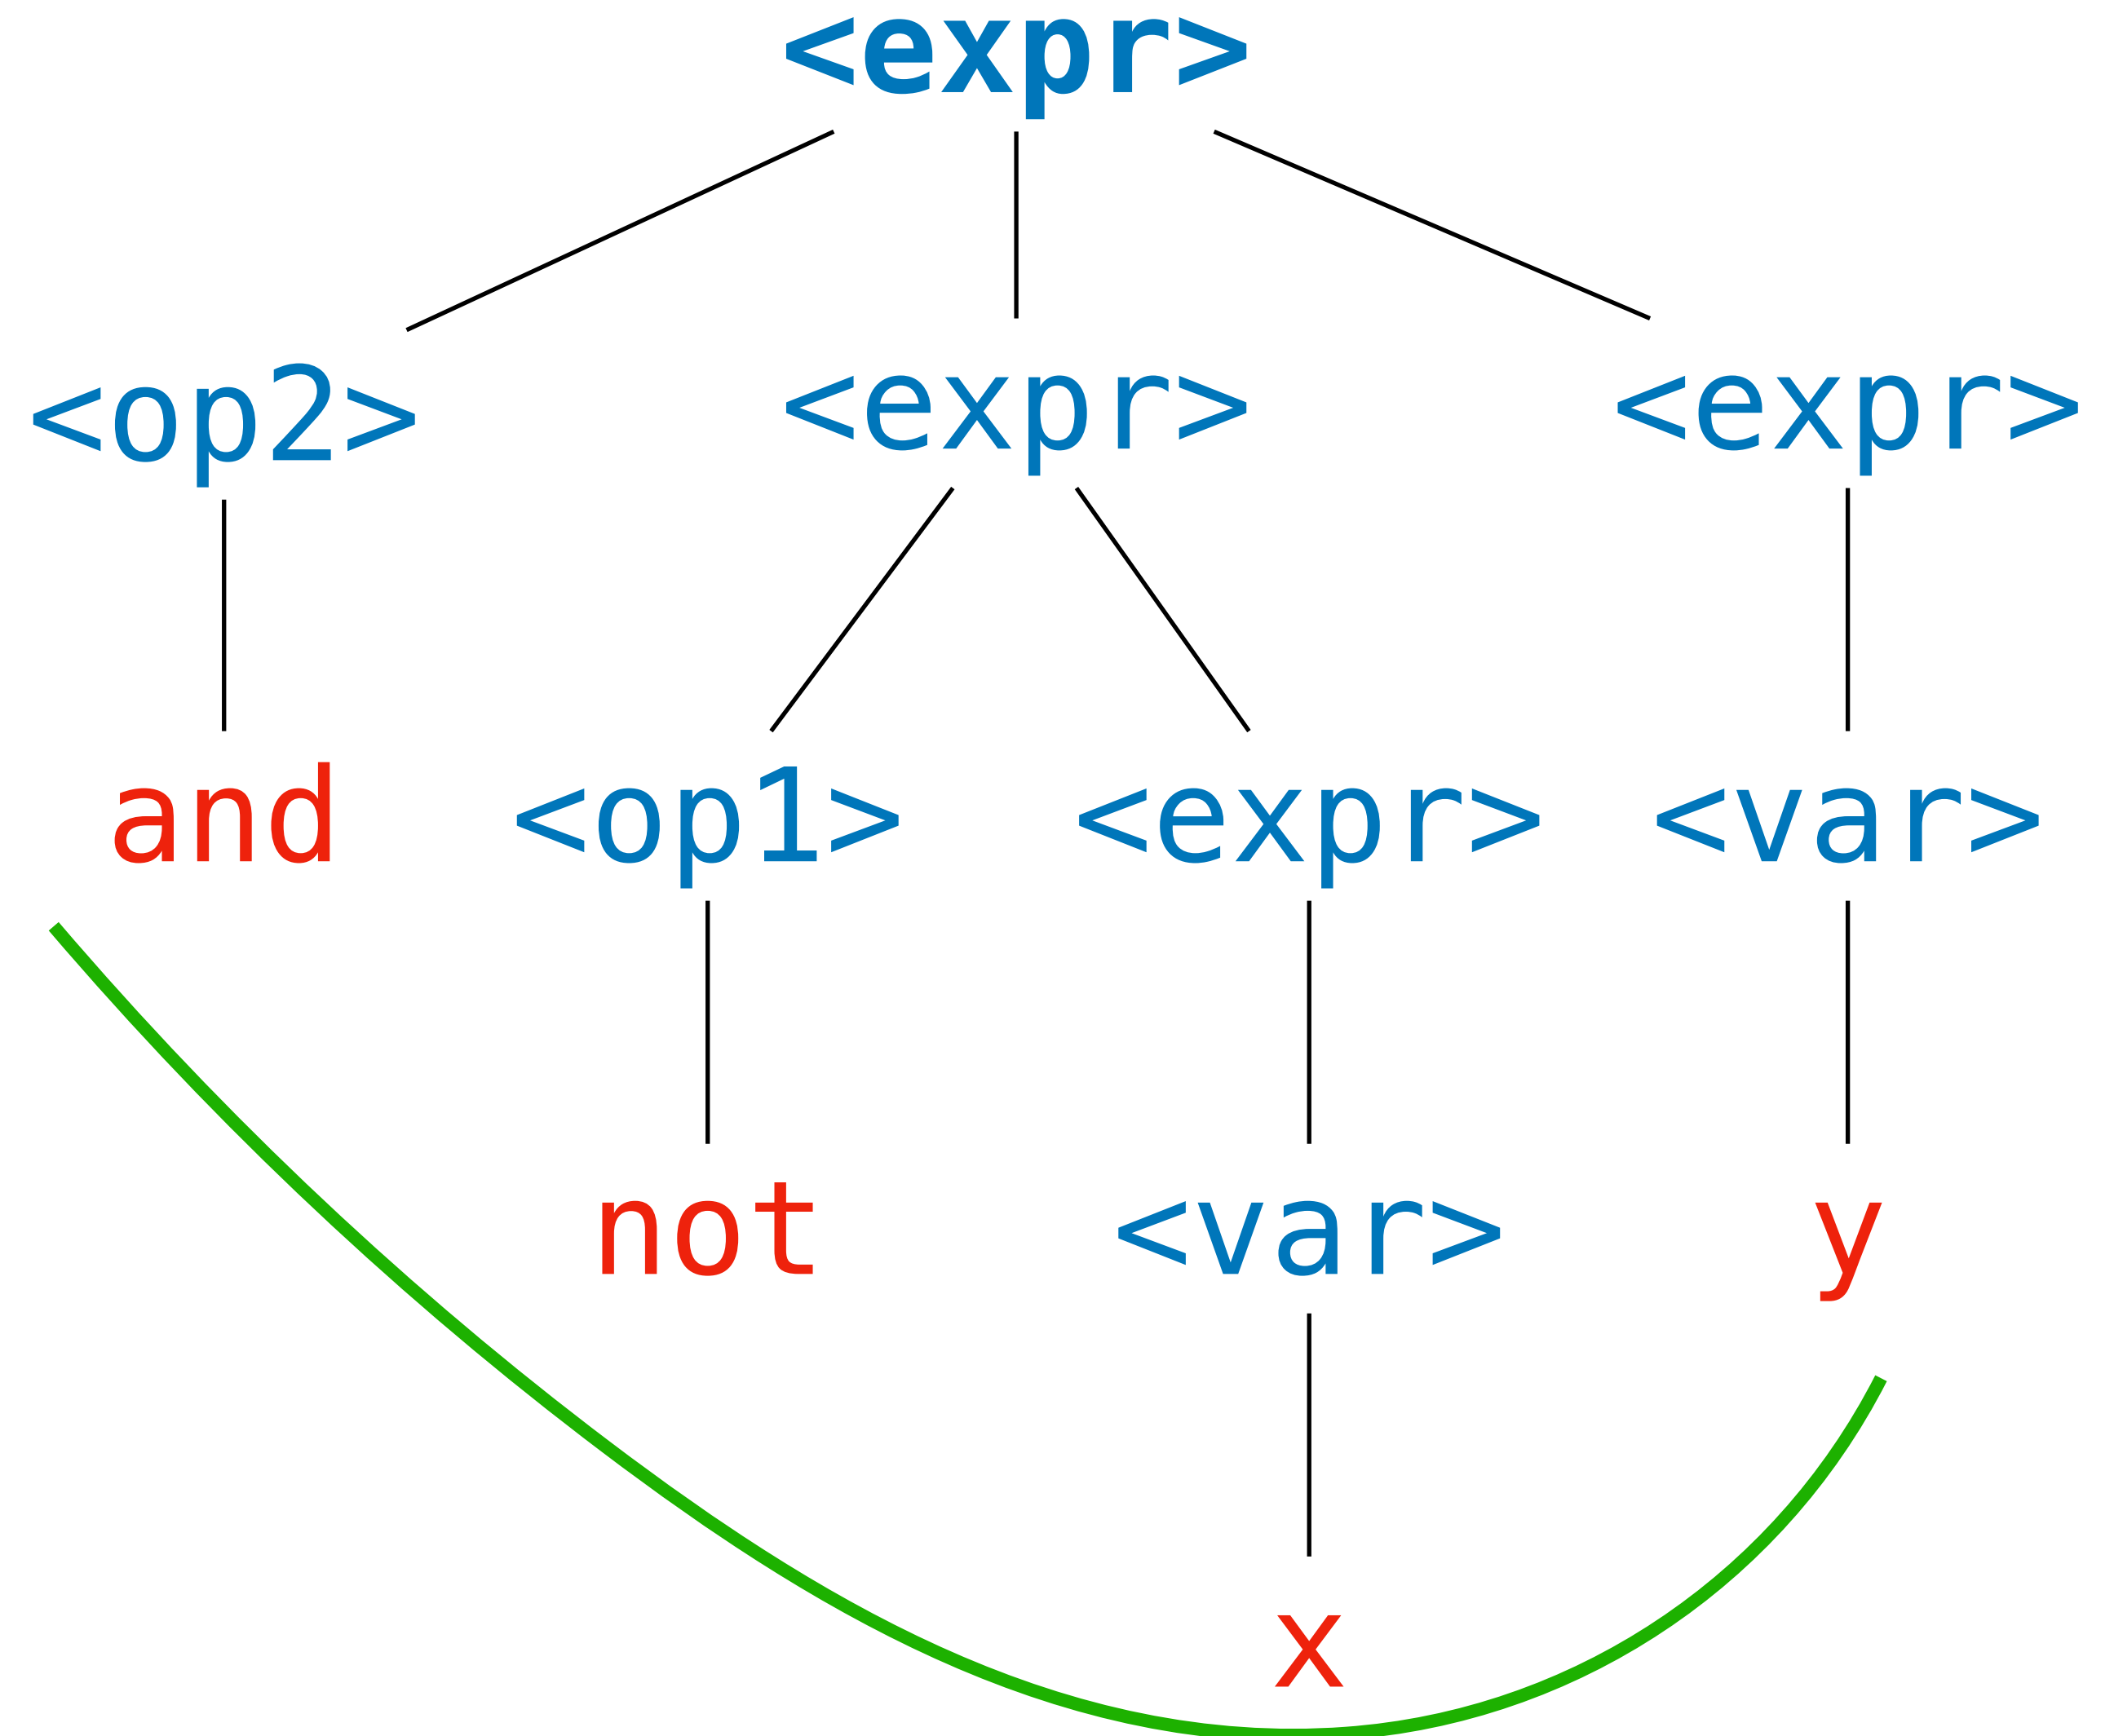 <expr>
<op2> <expr> <expr>
and <op1> <expr> <var>
not <var> y
x